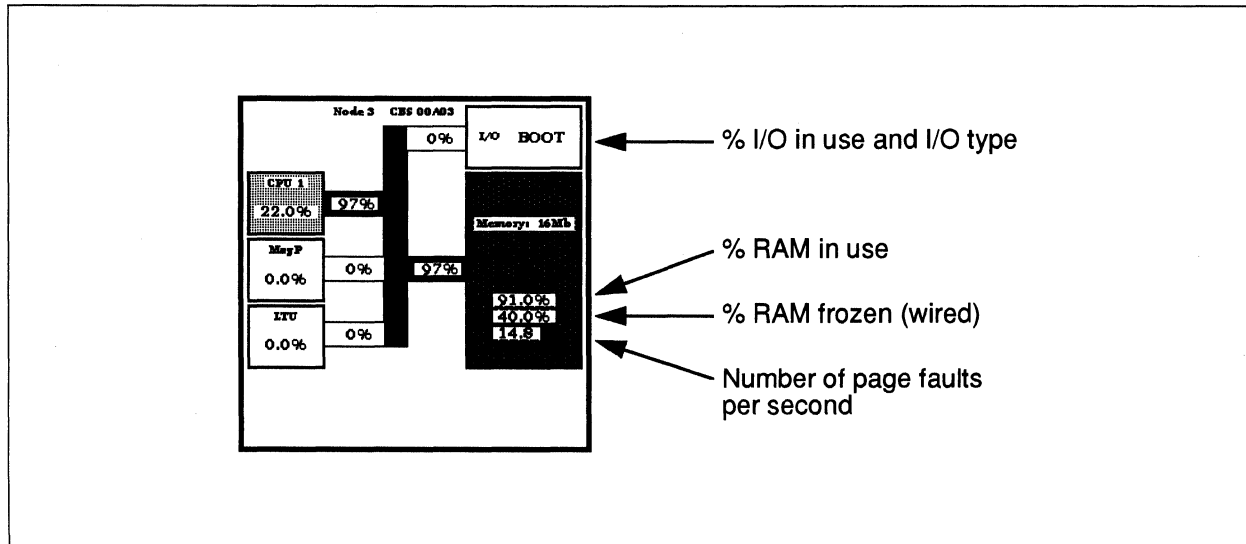 Node 3 CBS 00A03
0%
I/O BOOT
% I/O in use and I/O type
CPU 1
22.0%
97%
Memory: 16Mb
MsgP
0.0%
0%
97%
% RAM in use
91.0%
40.0%
14.8
% RAM frozen (wired)
LTU
0.0%
0%
Number of page faults
per second